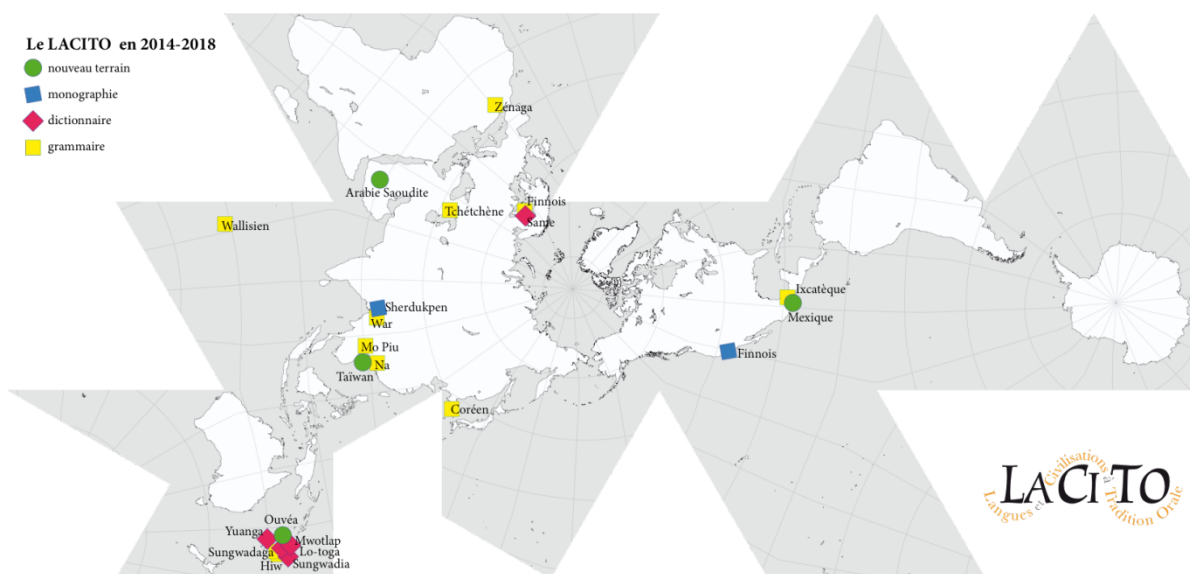 Le LACITO en 2014-2018
nouveau terrain
monographie
dictionnaire
grammaire
Zénaga
Arabie Saoudite
Tchétchène
Finnois
Same
Wallisien
Sherdukpen
War
Mo Piu
Na
Taïwan
Coréen
Ixcatèque
Mexique
Finnois
Ouvéa
Yuanga
Mwotlap
Sungwadaga
Lo-toga
Hiw
Sungwadia
LACITO
Langues et Civilisations à Tradition Orale